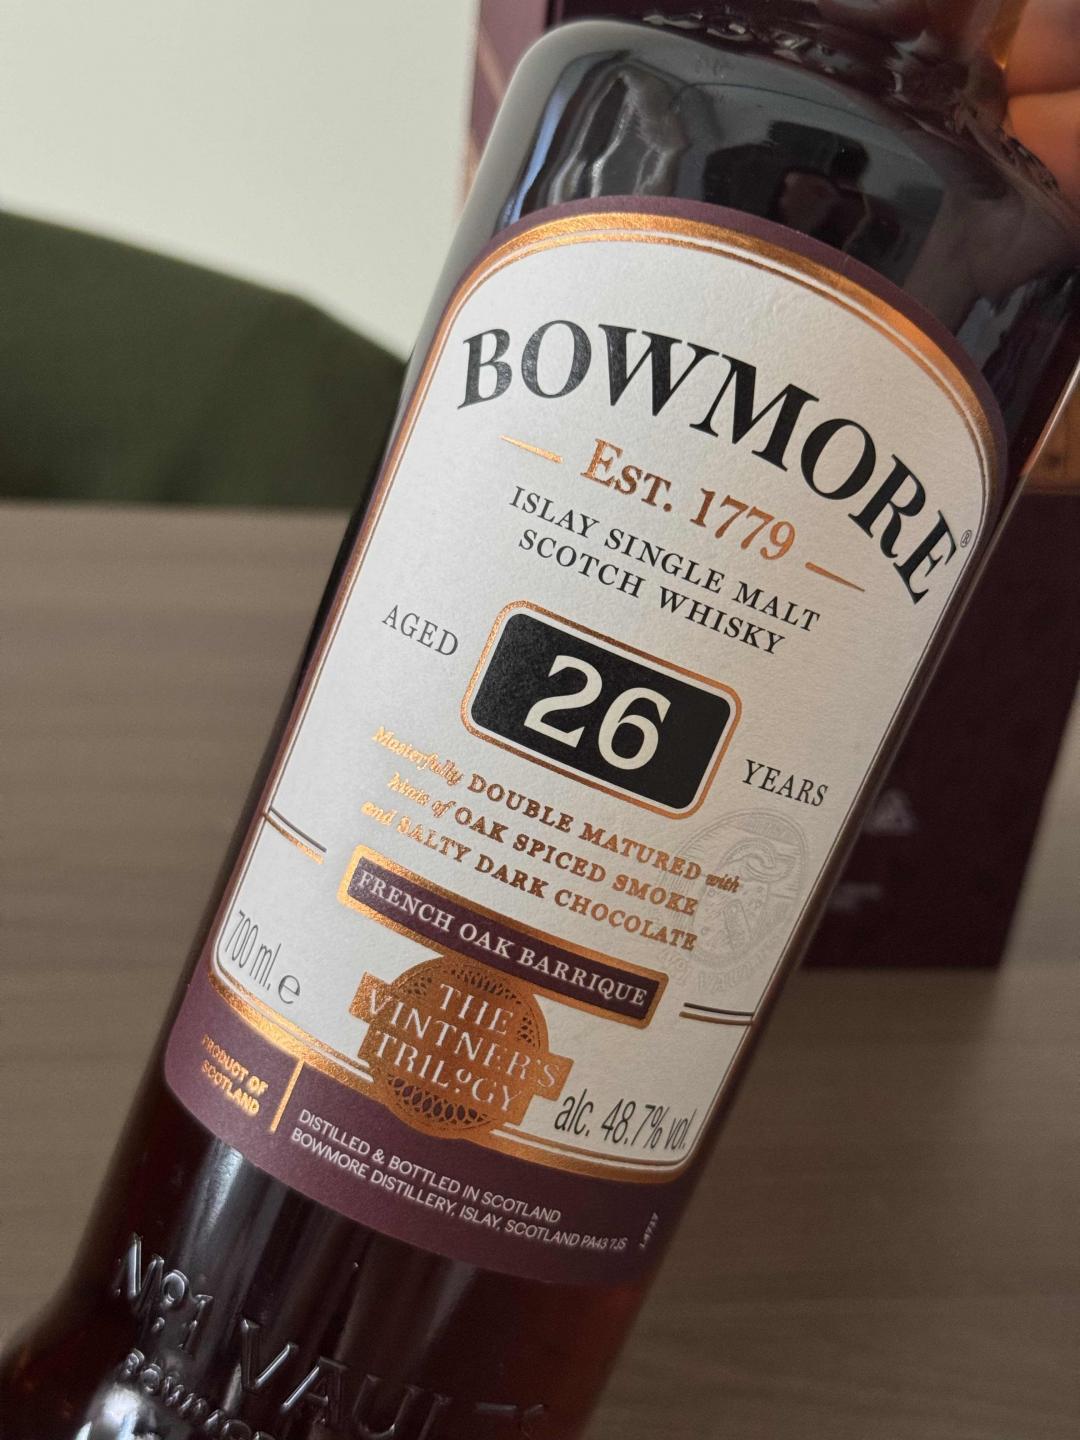 BOWMORE®
EST. 1779
ISLAY SINGLE MALT
SCOTCH WHISKY
AGED
26
YEARS
Masterfully DOUBLE MATURED with
hints of OAK SPICED SMOKE
and SALTY DARK CHOCOLATE
FRENCH OAK BARRIQUE
THE
VINTNER'S
TRILOGY
700 ml. e
alc. 48.7% vol.
PRODUCT OF
SCOTLAND
DISTILLED & BOTTLED IN SCOTLAND
BOWMORE DISTILLERY, ISLAY, SCOTLAND PA43 7JS
Nº1 VAULTS
BOWMORE